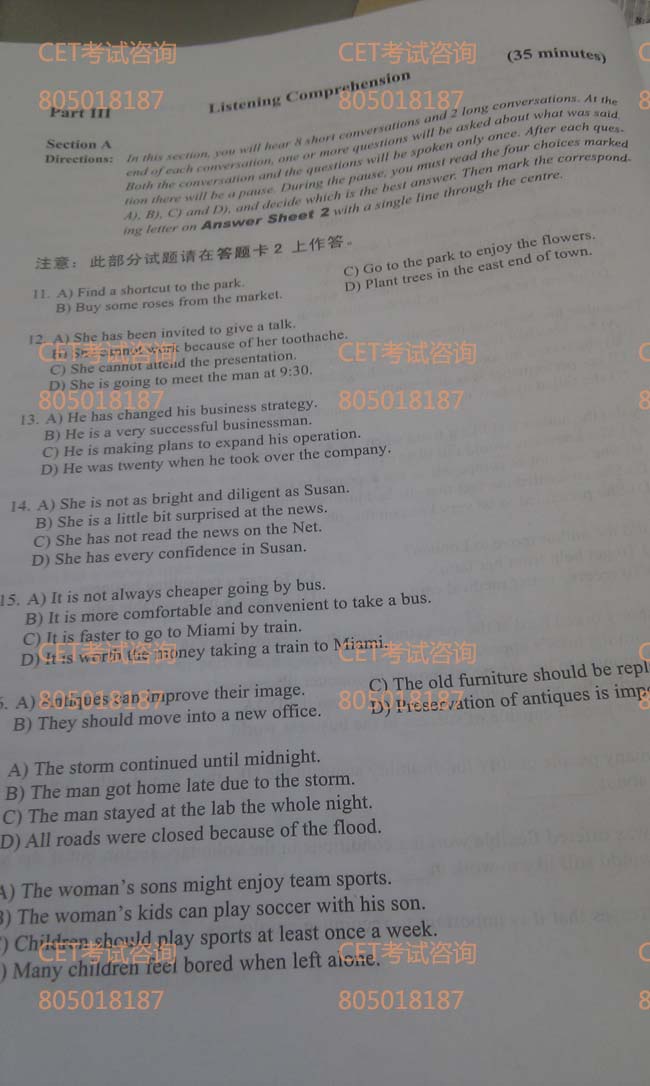 CET考试咨询 CET考试咨询
805018187 805018187
(35 minutes)
Part III Listening Comprehension
Section A
Directions: In this section, you will hear 8 short conversations and 2 long conversations. At the
end of each conversation, one or more questions will be asked about what was said.
Both the conversation and the questions will be spoken only once. After each ques-
tion there will be a pause. During the pause, you must read the four choices marked
A), B), C) and D), and decide which is the best answer. Then mark the correspond-
ing letter on Answer Sheet 2 with a single line through the centre.
注意：此部分试题请在答题卡 2 上作答。
11. A) Find a shortcut to the park. C) Go to the park to enjoy the flowers.
B) Buy some roses from the market. D) Plant trees in the east end of town.
12. A) She has been invited to give a talk.
B) She cannot work because of her toothache.
C) She cannot attend the presentation.
D) She is going to meet the man at 9:30.
CET考试咨询 CET考试咨询
805018187 805018187
13. A) He has changed his business strategy.
B) He is a very successful businessman.
C) He is making plans to expand his operation.
D) He was twenty when he took over the company.
14. A) She is not as bright and diligent as Susan.
B) She is a little bit surprised at the news.
C) She has not read the news on the Net.
D) She has every confidence in Susan.
15. A) It is not always cheaper going by bus.
B) It is more comfortable and convenient to take a bus.
C) It is faster to go to Miami by train.
D) It is worth the money taking a train to Miami.
CET考试咨询 CET考试咨询
805018187 805018187
6. A) Antiques can improve their image. C) The old furniture should be repl
B) They should move into a new office. D) Preservation of antiques is impo
A) The storm continued until midnight.
B) The man got home late due to the storm.
C) The man stayed at the lab the whole night.
D) All roads were closed because of the flood.
A) The woman's sons might enjoy team sports.
B) The woman's kids can play soccer with his son.
) Children should play sports at least once a week.
) Many children feel bored when left alone.
CET考试咨询 CET考试咨询
805018187 805018187